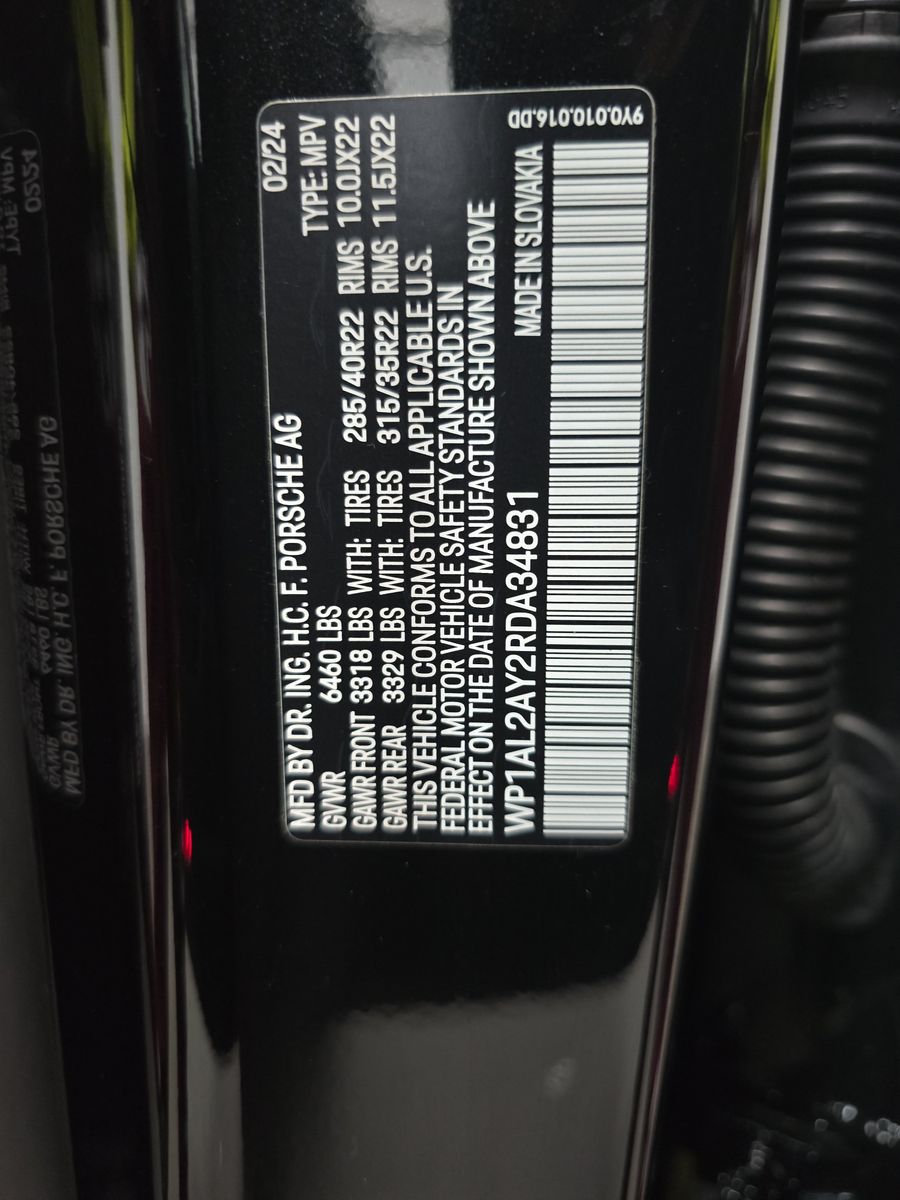 MFD BY DR. ING. H.C. F. PORSCHE AG 02/24
GVWR 6460 LBS TYPE: MPV
GAWR FRONT 3318 LBS WITH: TIRES 285/40R22 RIMS 10.0JX22
GAWR REAR 3329 LBS WITH: TIRES 315/35R22 RIMS 11.5JX22
THIS VEHICLE CONFORMS TO ALL APPLICABLE U.S.
FEDERAL MOTOR VEHICLE SAFETY STANDARDS IN
EFFECT ON THE DATE OF MANUFACTURE SHOWN ABOVE
WP1AL2AY2RDA34831 MADE IN SLOVAKIA
9Y0.010.016.DD